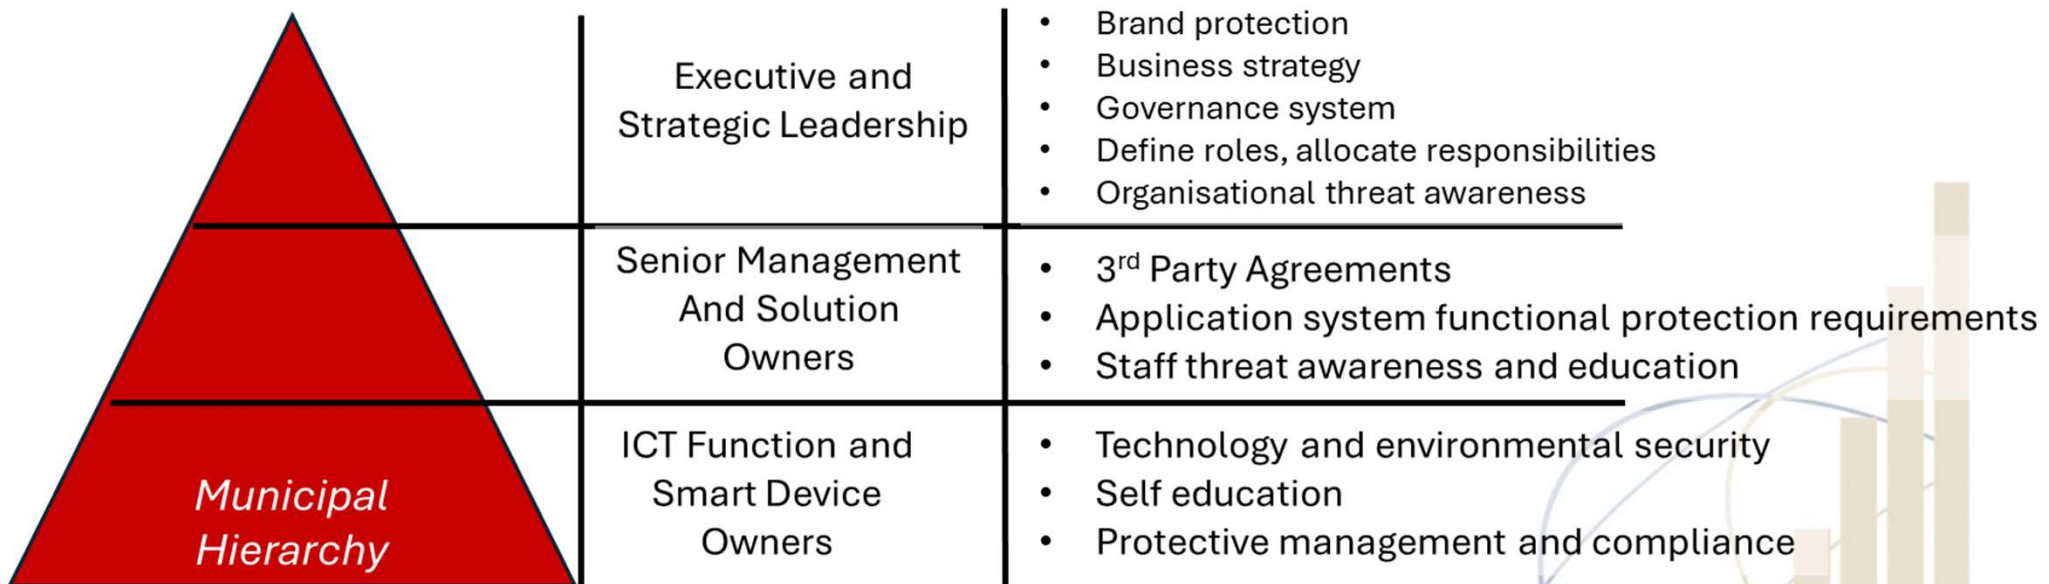 Executive and
Strategic Leadership
• Brand protection
• Business strategy
• Governance system
• Define roles, allocate responsibilities
• Organisational threat awareness
Senior Management
And Solution
Owners
• 3rd Party Agreements
• Application system functional protection requirements
• Staff threat awareness and education
Municipal
Hierarchy
ICT Function and
Smart Device
Owners
• Technology and environmental security
• Self education
• Protective management and compliance